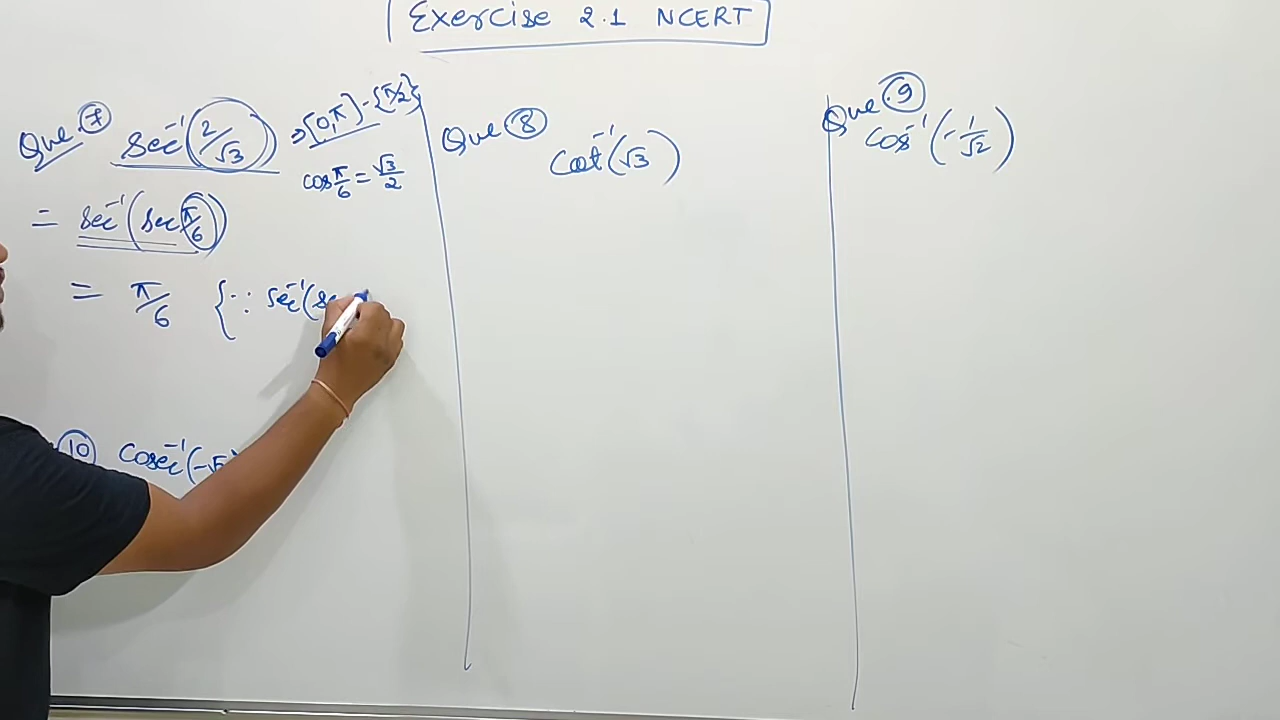 Exercise 2.1 NCERT
Que. 7 sec⁻¹(2/√3) ⇒ [0,π] - {π/2}
cos π/6 = √3/2
= sec⁻¹(sec π/6)
= π/6 {∵ sec⁻¹(
10 cosec⁻¹(-√
Que 8
cot⁻¹(√3)
Que. 9
cos⁻¹(-1/√2)